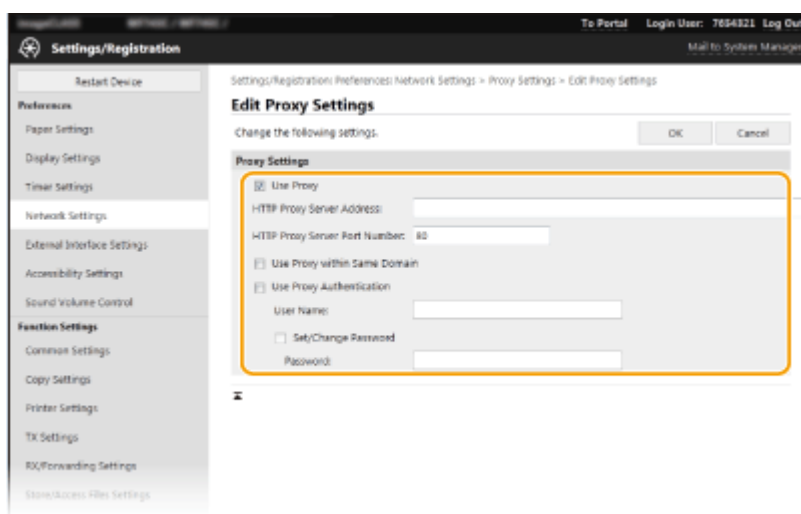 To Portal Login User: 7654321 Log Out
Settings/Registration
Mail to System Manager
Restart Device
Preferences
Paper Settings
Display Settings
Timer Settings
Network Settings
External Interface Settings
Accessibility Settings
Sound Volume Control
Function Settings
Common Settings
Copy Settings
Printer Settings
TX Settings
RX/Forwarding Settings
Store/Access Files Settings
Settings/Registration: Preferences: Network Settings > Proxy Settings > Edit Proxy Settings
Edit Proxy Settings
Change the following settings.
OK
Cancel
Proxy Settings
Use Proxy
HTTP Proxy Server Address:
HTTP Proxy Server Port Number: 80
Use Proxy within Same Domain
Use Proxy Authentication
User Name:
Set/Change Password
Password: